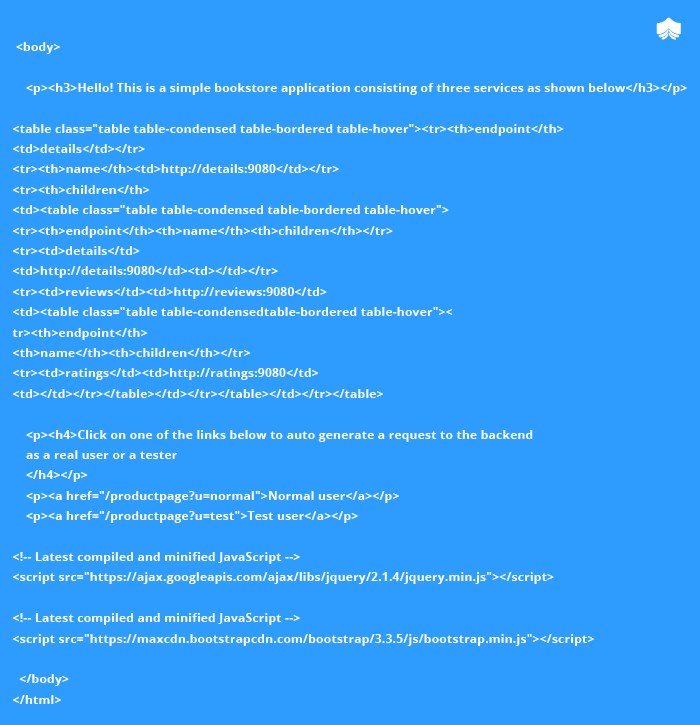 <body>
<p><h3>Hello! This is a simple bookstore application consisting of three services as shown below</h3></p>
<table class="table table-condensed table-bordered table-hover"><tr><th>endpoint</th>
<td>details</td></tr>
<tr><th>name</th><td>http://details:9080</td></tr>
<tr><th>children</th>
<td><table class="table table-condensed table-bordered table-hover">
<tr><th>endpoint</th><th>name</th><th>children</th></tr>
<tr><td>details</td>
<td>http://details:9080</td><td></td></tr>
<tr><td>reviews</td><td>http://reviews:9080</td>
<td><table class="table table-condensedtable-bordered table-hover"><
tr><th>endpoint</th>
<th>name</th><th>children</th></tr>
<tr><td>ratings</td><td>http://ratings:9080</td>
<td></td></tr></table></td></tr></table></td></tr></table>
<p><h4>Click on one of the links below to auto generate a request to the backend
as a real user or a tester
</h4></p>
<p><a href="/productpage?u=normal">Normal user</a></p>
<p><a href="/productpage?u=test">Test user</a></p>
<!-- Latest compiled and minified JavaScript -->
<script src="https://ajax.googleapis.com/ajax/libs/jquery/2.1.4/jquery.min.js"></script>
<!-- Latest compiled and minified JavaScript -->
<script src="https://maxcdn.bootstrapcdn.com/bootstrap/3.3.5/js/bootstrap.min.js"></script>
</body>
</html>